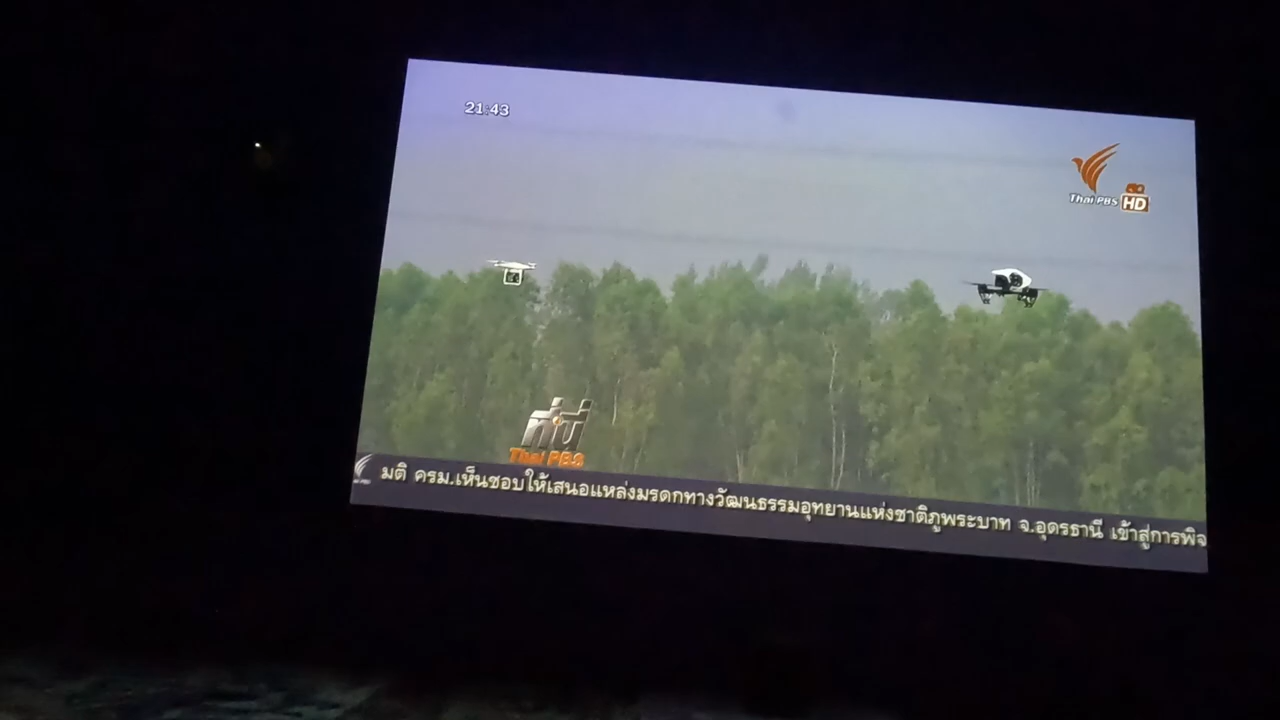 21:43
Thai PBS HD
ทันข่าว
Thai PBS
มติ ครม.เห็นชอบให้เสนอแหล่งมรดกทางวัฒนธรรมอุทยานแห่งชาติภูพระบาท จ.อุดรธานี เข้าสู่การพิจ